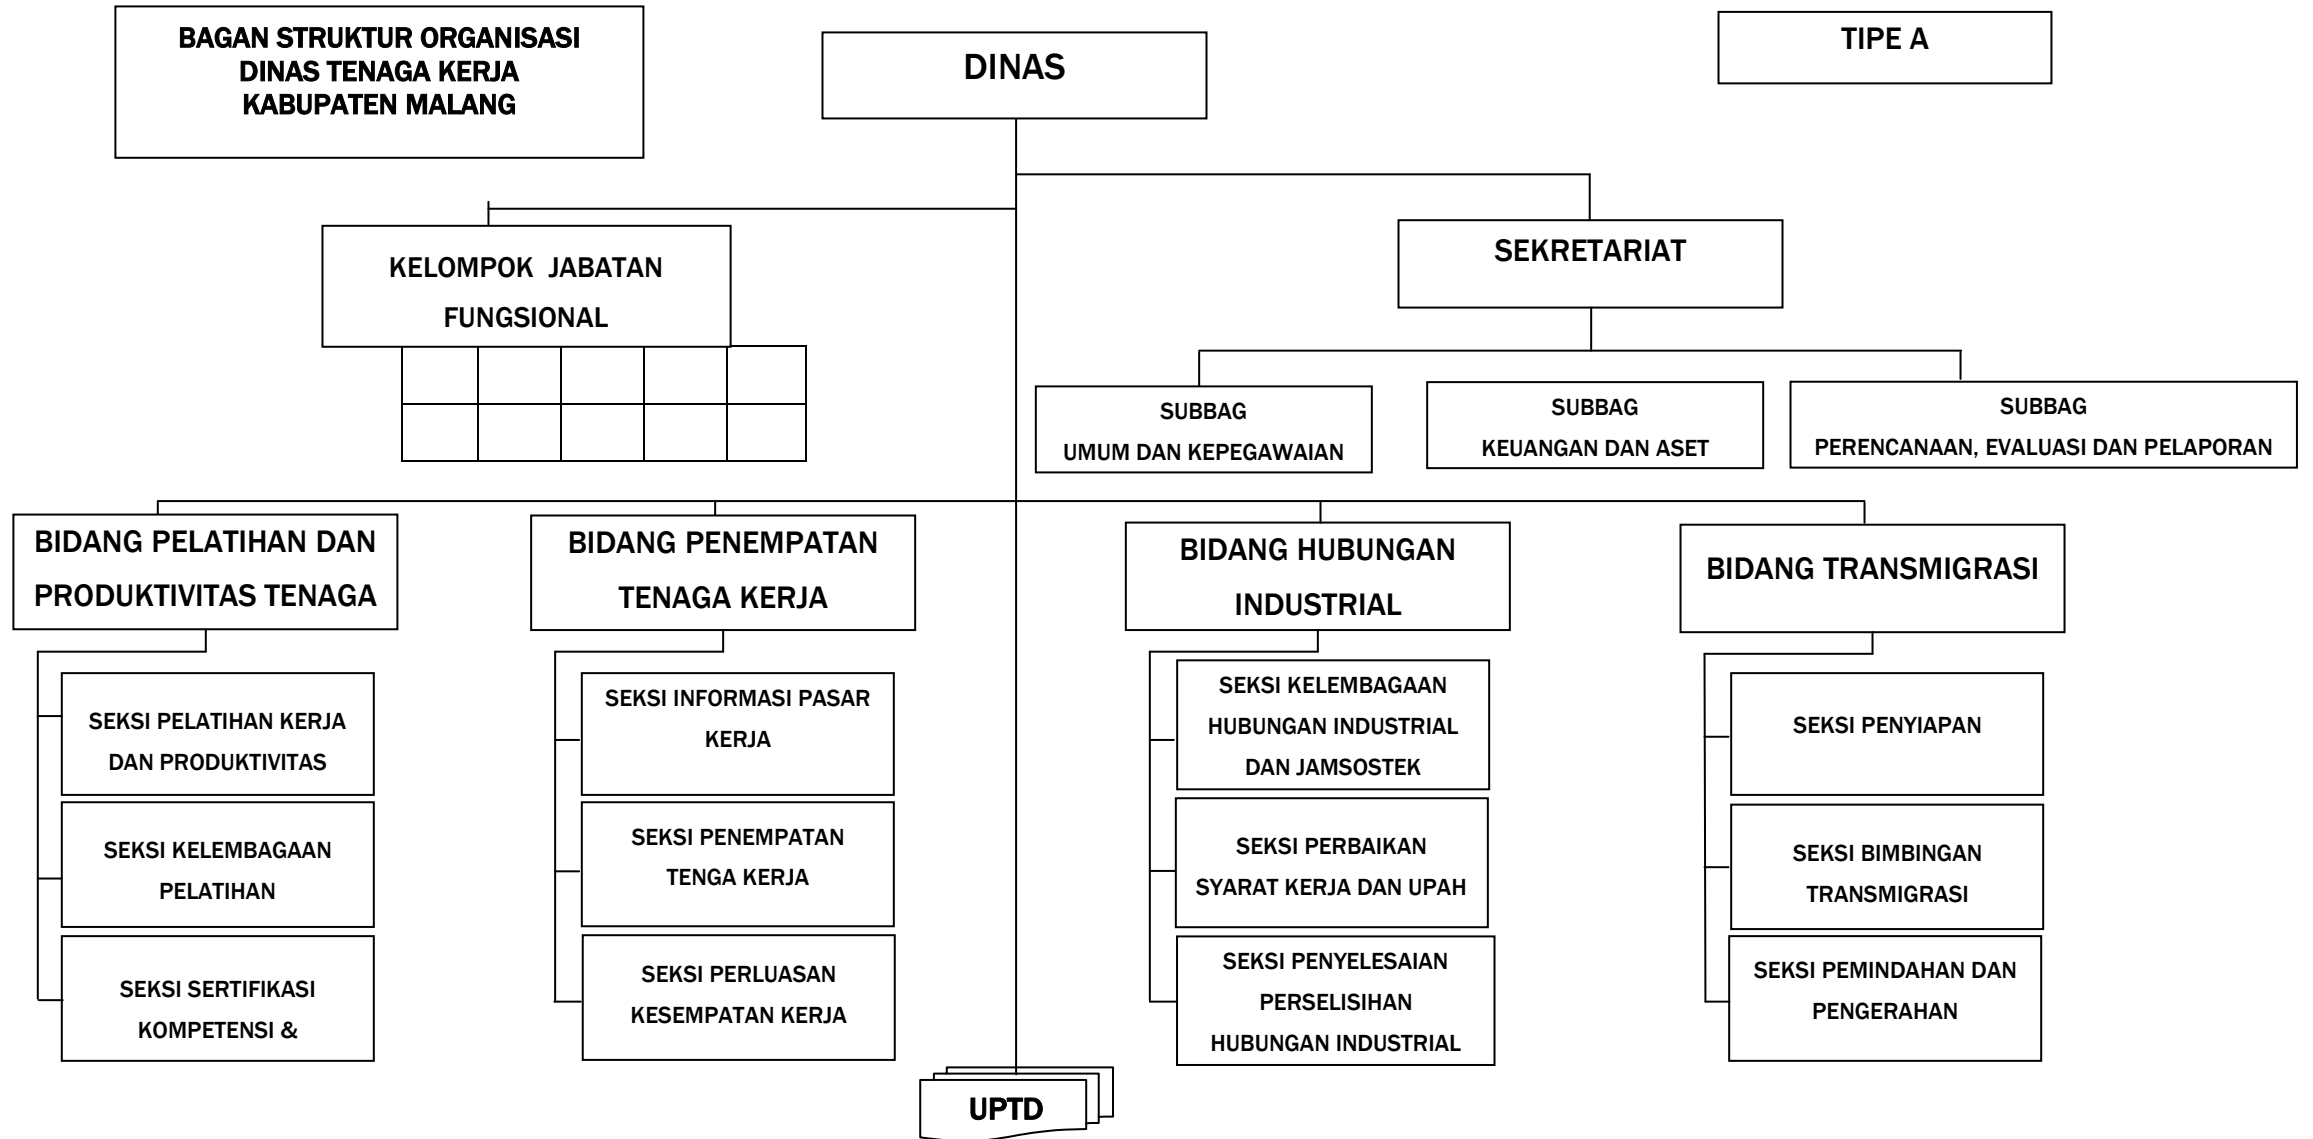 BAGAN STRUKTUR ORGANISASI
DINAS TENAGA KERJA
KABUPATEN MALANG
DINAS
TIPE A
KELOMPOK JABATAN
FUNGSIONAL
SEKRETARIAT
SUBBAG
UMUM DAN KEPEGAWAIAN
SUBBAG
KEUANGAN DAN ASET
SUBBAG
PERENCANAAN, EVALUASI DAN PELAPORAN
BIDANG PELATIHAN DAN
PRODUKTIVITAS TENAGA
BIDANG PENEMPATAN
TENAGA KERJA
BIDANG HUBUNGAN
INDUSTRIAL
BIDANG TRANSMIGRASI
SEKSI PELATIHAN KERJA
DAN PRODUKTIVITAS
SEKSI KELEMBAGAAN
PELATIHAN
SEKSI SERTIFIKASI
KOMPETENSI &
SEKSI INFORMASI PASAR
KERJA
SEKSI PENEMPATAN
TENGA KERJA
SEKSI PERLUASAN
KESEMPATAN KERJA
SEKSI KELEMBAGAAN
HUBUNGAN INDUSTRIAL
DAN JAMSOSTEK
SEKSI PERBAIKAN
SYARAT KERJA DAN UPAH
SEKSI PENYELESAIAN
PERSELISIHAN
HUBUNGAN INDUSTRIAL
SEKSI PENYIAPAN
SEKSI BIMBINGAN
TRANSMIGRASI
SEKSI PEMINDAHAN DAN
PENGERAHAN
UPTD